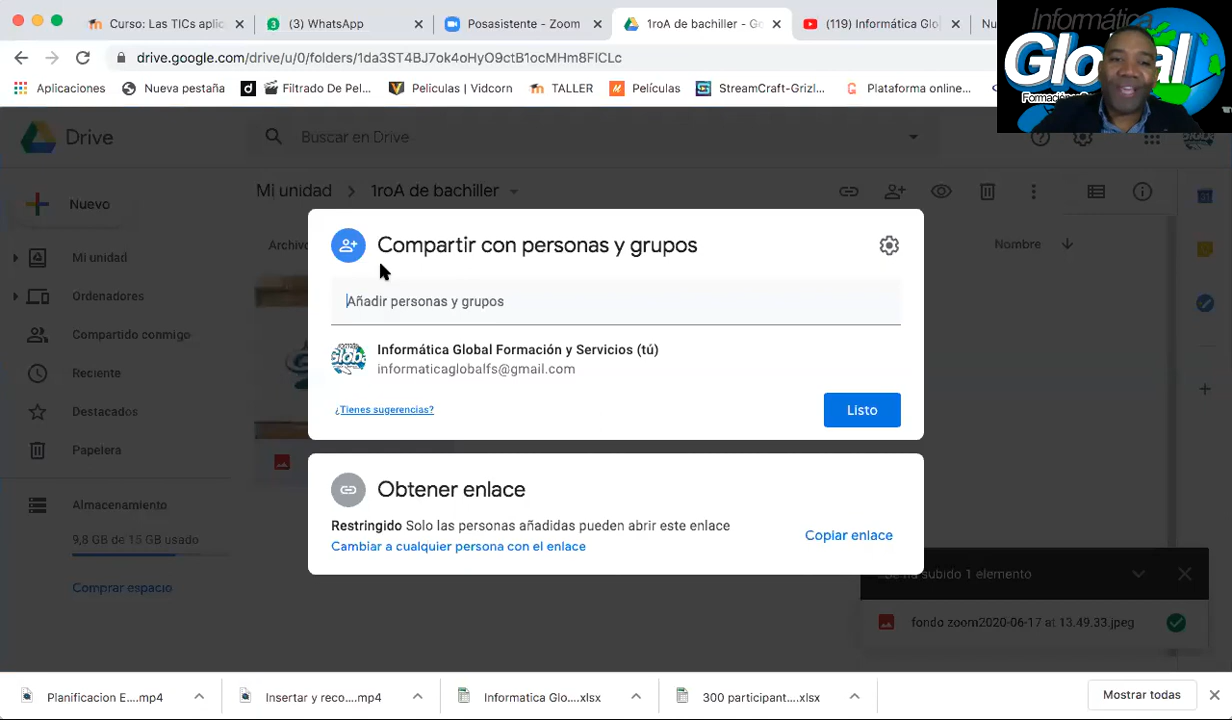 Curso: Las TICs aplic
(3) WhatsApp
Posasistente - Zoom
1roA de bachiller - Go
(119) Informática Glo
Nu
drive.google.com/drive/u/0/folders/1da3ST4BJ7ok4oHyO9ctB1ocMHm8FlCLc
Aplicaciones
Nueva pestaña
Filtrado De Pel...
Peliculas | Vidcorn
TALLER
Películas
StreamCraft-Grizl...
Plataforma online...
Informática
Global
Drive
Buscar en Drive
Nuevo
Mi unidad
1roA de bachiller
Mi unidad
Ordenadores
Compartido conmigo
Reciente
Destacados
Papelera
Almacenamiento
9,8 GB de 15 GB usado
Comprar espacio
Archivo
Nombre
Compartir con personas y grupos
Añadir personas y grupos
Informática Global Formación y Servicios (tú)
informaticaglobalfs@gmail.com
¿Tienes sugerencias?
Listo
Obtener enlace
Restringido Solo las personas añadidas pueden abrir este enlace
Cambiar a cualquier persona con el enlace
Copiar enlace
Se ha subido 1 elemento
fondo zoom2020-06-17 at 13.49.33.jpeg
Planificacion E....mp4
Insertar y reco....mp4
Informatica Glo....xlsx
300 participant....xlsx
Mostrar todas